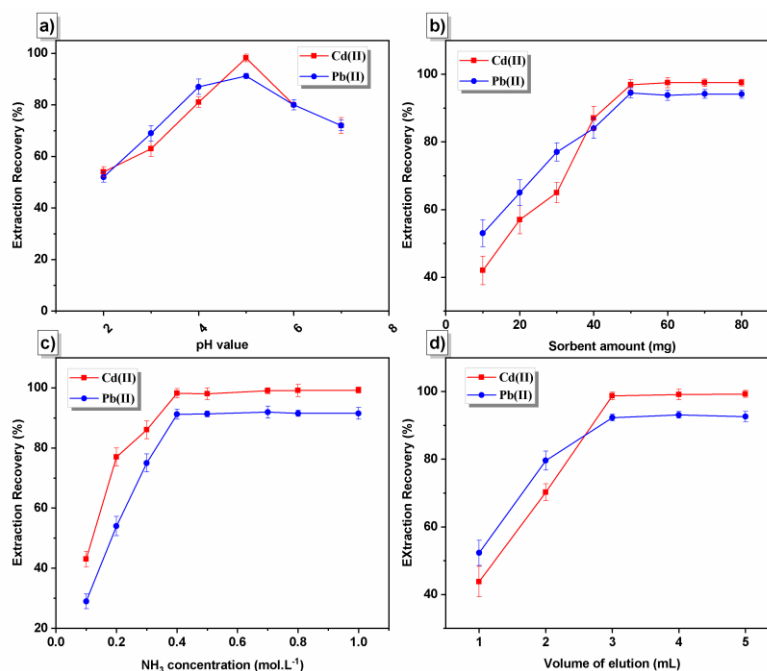 a)
Cd(II)
Pb(II)
Extraction Recovery (%)
100
80
60
40
20
0
2 4 6 8
pH value
b)
Cd(II)
Pb(II)
Extraction Recovery (%)
100
80
60
40
20 40 60 80
Sorbent amount (mg)
c)
Cd(II)
Pb(II)
Extraction Recovery (%)
100
80
60
40
20
0.0 0.2 0.4 0.6 0.8 1.0
NH₃ concentration (mol.L⁻¹)
d)
Cd(II)
Pb(II)
EXtraction Recovery (%)
100
80
60
40
1 2 3 4 5
Volume of elution (mL)